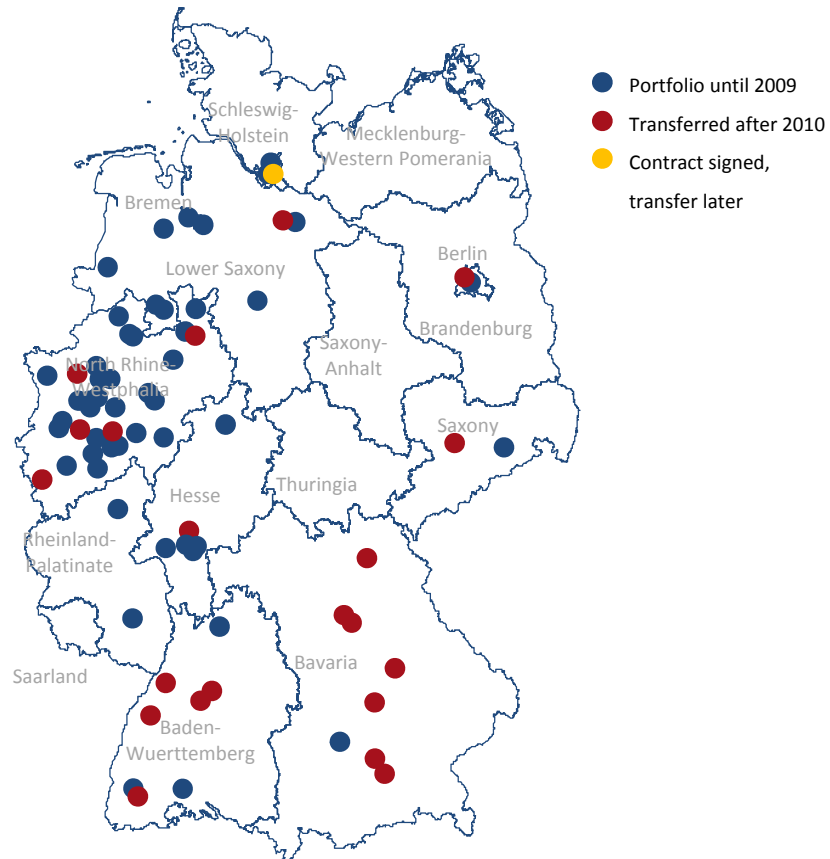 Schleswig-
Holstein
Mecklenburg-
Western Pomerania
Bremen
Lower Saxony
Berlin
Brandenburg
Saxony-
Anhalt
North Rhine-
Westphalia
Saxony
Hesse
Thuringia
Rheinland-
Palatinate
Saarland
Bavaria
Baden-
Wuerttemberg
Portfolio until 2009
Transferred after 2010
Contract signed,
transfer later